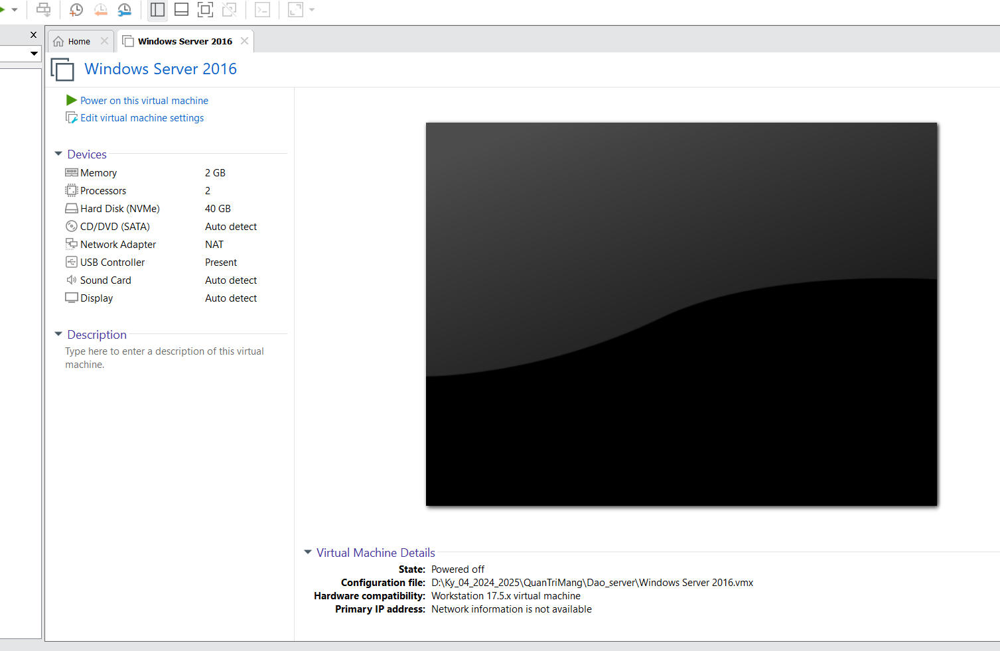 Home
Windows Server 2016
Windows Server 2016
Power on this virtual machine
Edit virtual machine settings
Devices
Memory 2 GB
Processors 2
Hard Disk (NVMe) 40 GB
CD/DVD (SATA) Auto detect
Network Adapter NAT
USB Controller Present
Sound Card Auto detect
Display Auto detect
Description
Type here to enter a description of this virtual
machine.
Virtual Machine Details
State: Powered off
Configuration file: D:\Ky_04_2024_2025\QuanTriMang\Dao_server\Windows Server 2016.vmx
Hardware compatibility: Workstation 17.5.x virtual machine
Primary IP address: Network information is not available